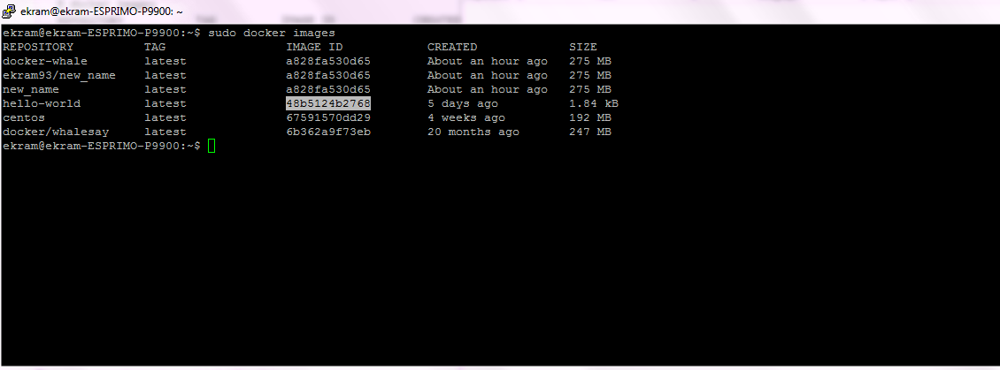 ekram@ekram-ESPRIMO-P9900: ~
ekram@ekram-ESPRIMO-P9900:~$ sudo docker images
REPOSITORY TAG IMAGE ID CREATED SIZE
docker-whale latest a828fa530d65 About an hour ago 275 MB
ekram93/new_name latest a828fa530d65 About an hour ago 275 MB
new_name latest a828fa530d65 About an hour ago 275 MB
hello-world latest 48b5124b2768 5 days ago 1.84 kB
centos latest 67591570dd29 4 weeks ago 192 MB
docker/whalesay latest 6b362a9f73eb 20 months ago 247 MB
ekram@ekram-ESPRIMO-P9900:~$